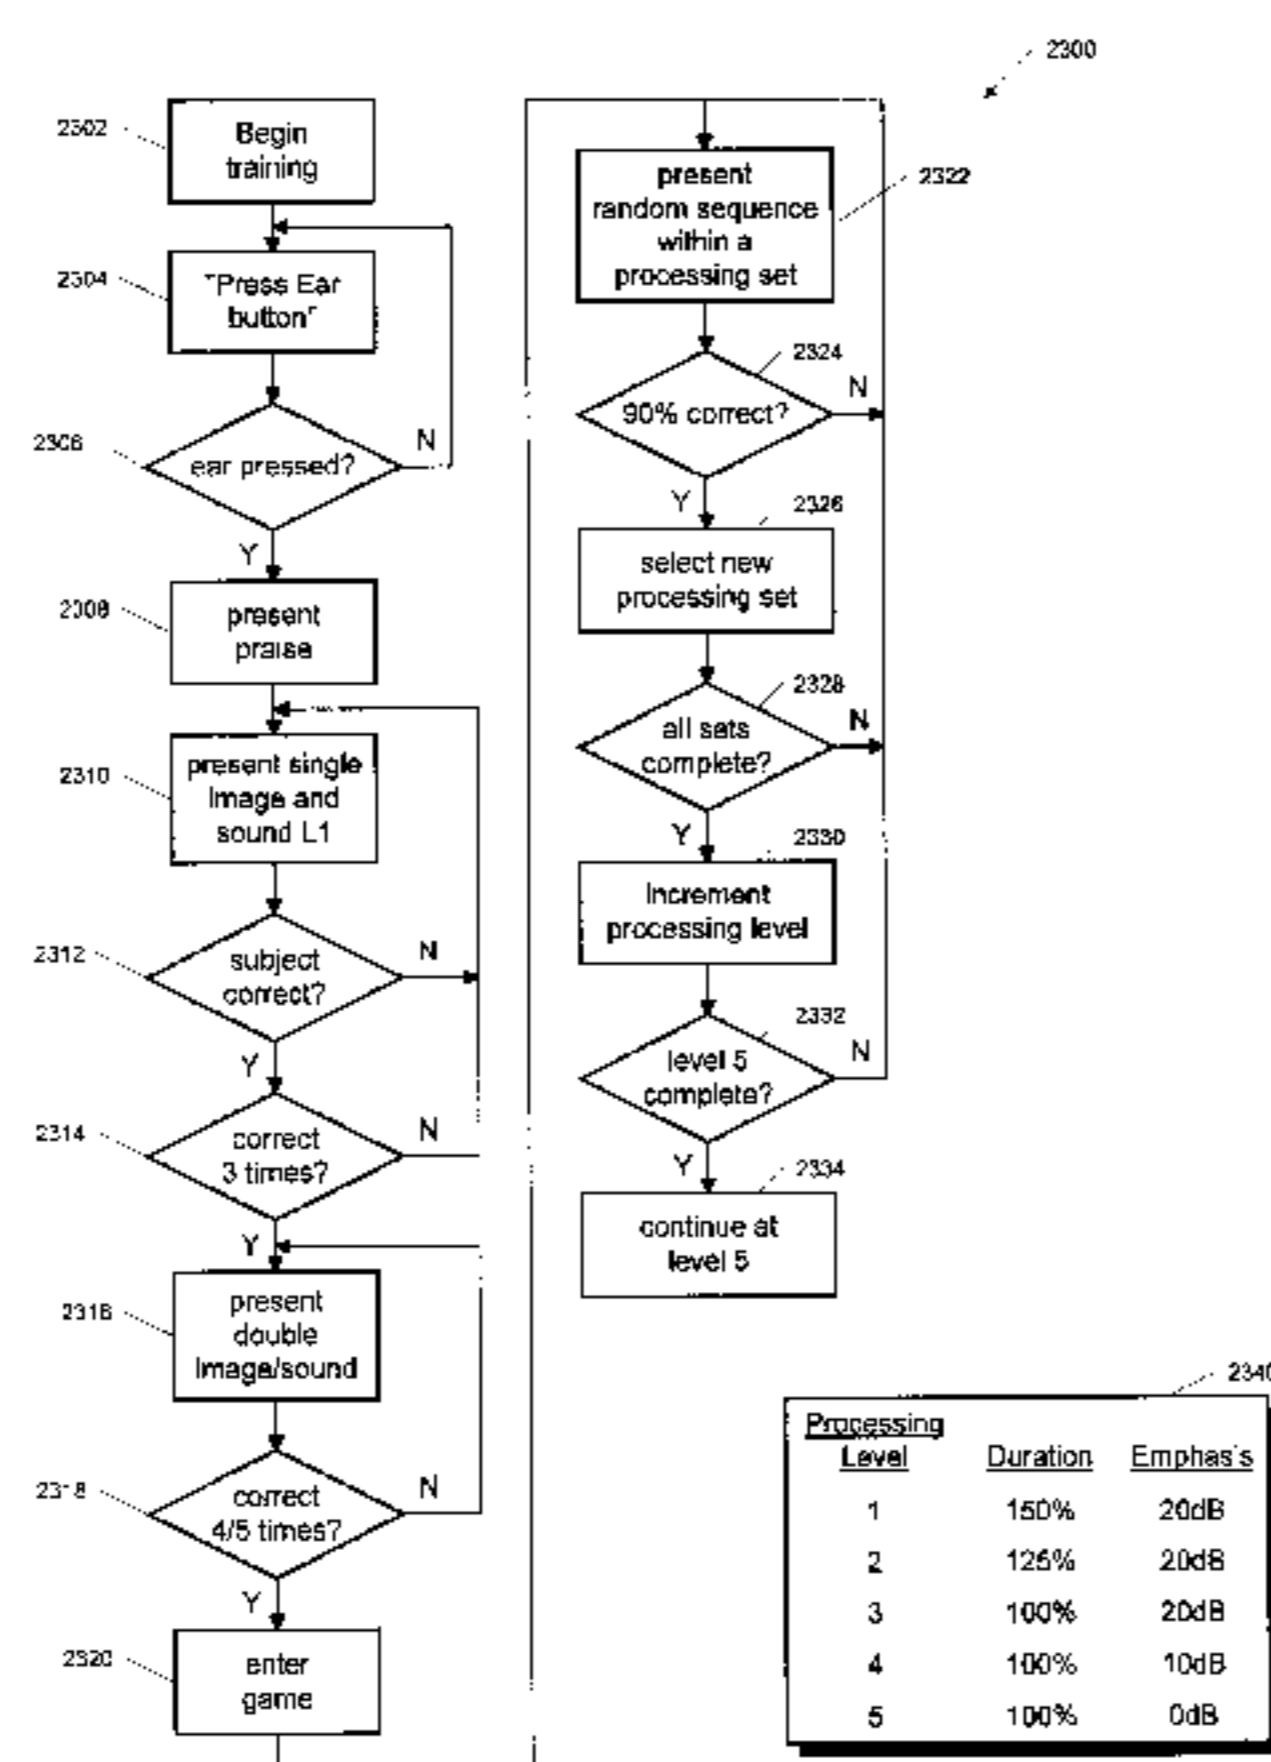 2300
2302
Begin
training
2304
"Press Ear
button"
2306
ear pressed?
N
Y
2308
present
praise
2310
present single
Image and
sound L1
2312
subject
correct?
N
Y
2314
correct
3 times?
N
Y
2316
present
double
Image/sound
2318
correct
4/5 times?
N
Y
2320
enter
game
present
random sequence
within a
processing set
2322
2324
90% correct?
N
Y
2326
select new
processing set
2328
all sets
complete?
N
Y
2330
Increment
processing level
2332
level 5
complete?
N
Y
2334
continue at
level 5
2340
Processing
Level Duration Emphasis
1 150% 20dB
2 125% 20dB
3 100% 20dB
4 100% 10dB
5 100% 0dB